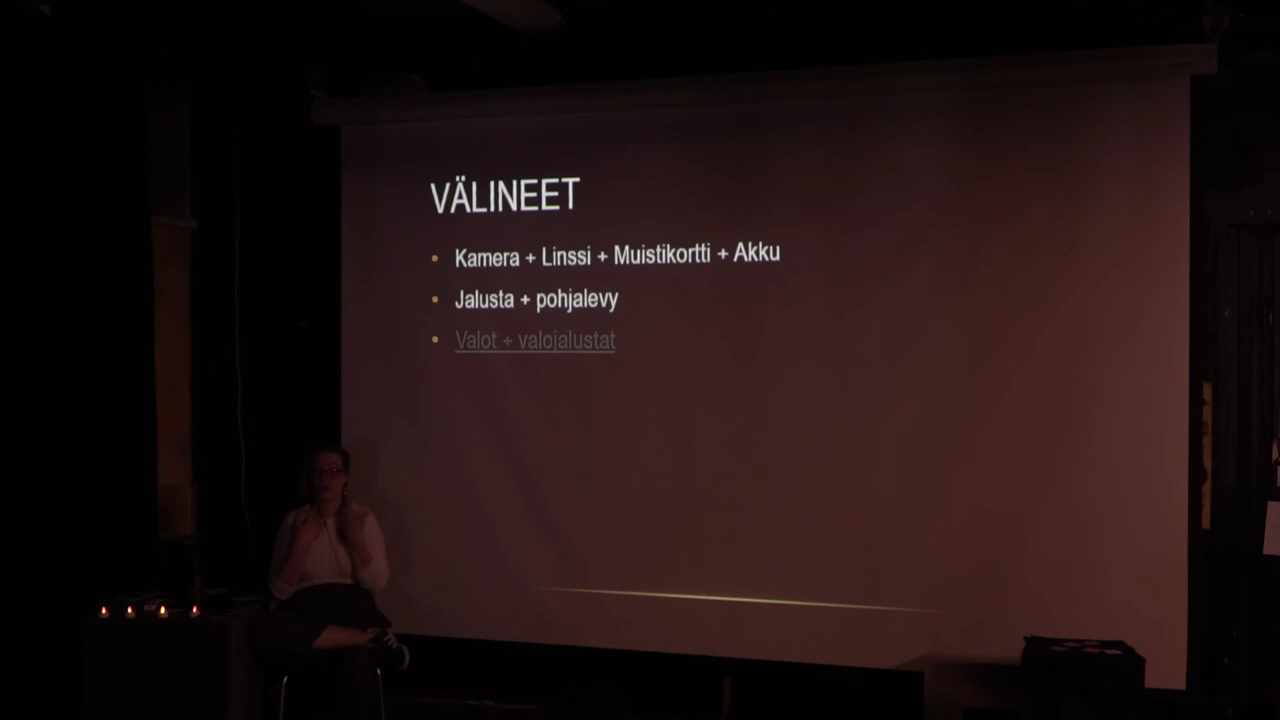 VÄLINEET
Kamera + Linssi + Muistikortti + Akku
Jalusta + pohjalevy
Valot + valojalustat